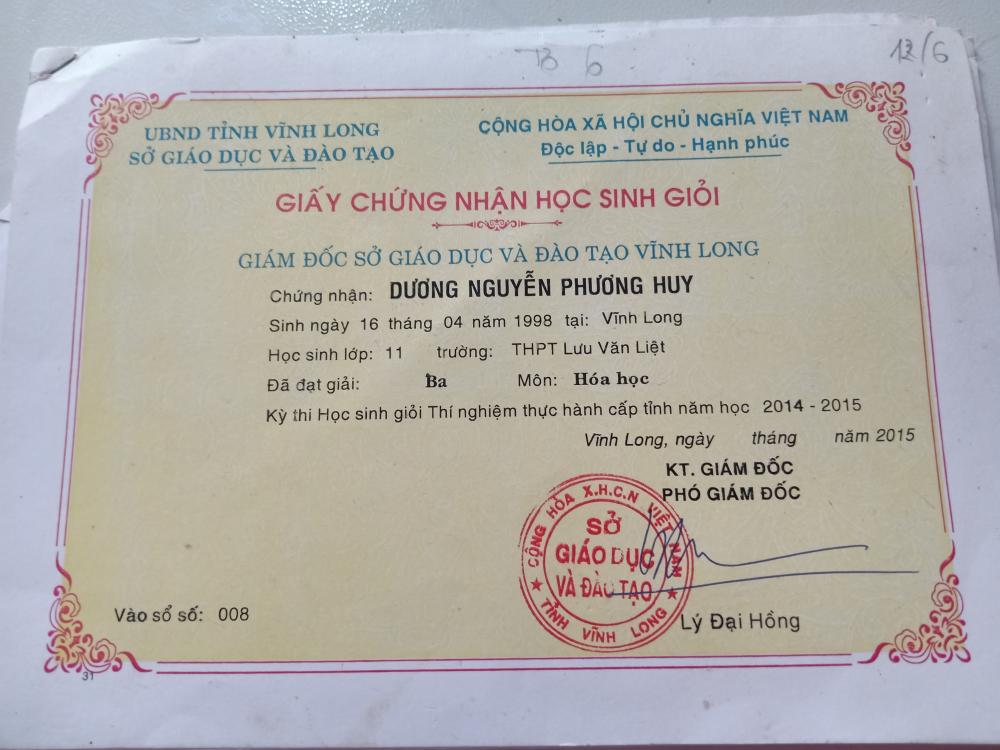 12/6
UBND TỈNH VĨNH LONG
SỞ GIÁO DỤC VÀ ĐÀO TẠO
CỘNG HÒA XÃ HỘI CHỦ NGHĨA VIỆT NAM
Độc lập - Tự do - Hạnh phúc
GIẤY CHỨNG NHẬN HỌC SINH GIỎI
GIÁM ĐỐC SỞ GIÁO DỤC VÀ ĐÀO TẠO VĨNH LONG
Chứng nhận: DƯƠNG NGUYỄN PHƯƠNG HUY
Sinh ngày 16 tháng 04 năm 1998 tại: Vĩnh Long
Học sinh lớp: 11 trường: THPT Lưu Văn Liệt
Đã đạt giải: Ba Môn: Hóa học
Kỳ thi Học sinh giỏi Thí nghiệm thực hành cấp tỉnh năm học 2014 - 2015
Vĩnh Long, ngày tháng năm 2015
KT. GIÁM ĐỐC
PHÓ GIÁM ĐỐC
CỘNG HÒA X.H.C.N VIỆT NAM
SỞ
GIÁO DỤC
VÀ ĐÀO TẠO
TỈNH VĨNH LONG
Lý Đại Hồng
Vào sổ số: 008
31